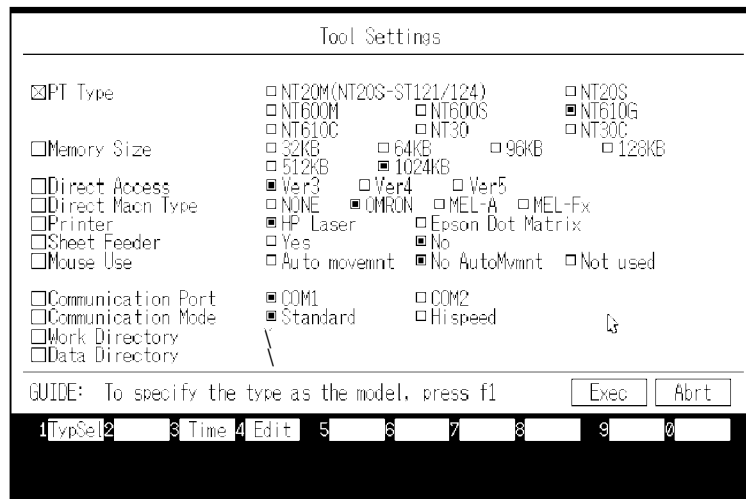 Tool Settings
PT Type NT20M(NT20S-ST121/124) NT20S
NT600M NT600S NT610G
NT610C NT30 NT30C
Memory Size 32KB 64KB 96KB 128KB
512KB 1024KB
Direct Access Ver3 Ver4 Ver5
Direct Macn Type NONE OMRON MEL-A MEL-Fx
Printer HP Laser Epson Dot Matrix
Sheet Feeder Yes No
Mouse Use Auto movemnt No AutoMvmnt Not used
Communication Port COM1 COM2
Communication Mode Standard Hispeed
Work Directory \
Data Directory \
GUIDE: To specify the type as the model, press f1 Exec Abrt
1TypSel2 3 Time 4 Edit 5 6 7 8 9 0